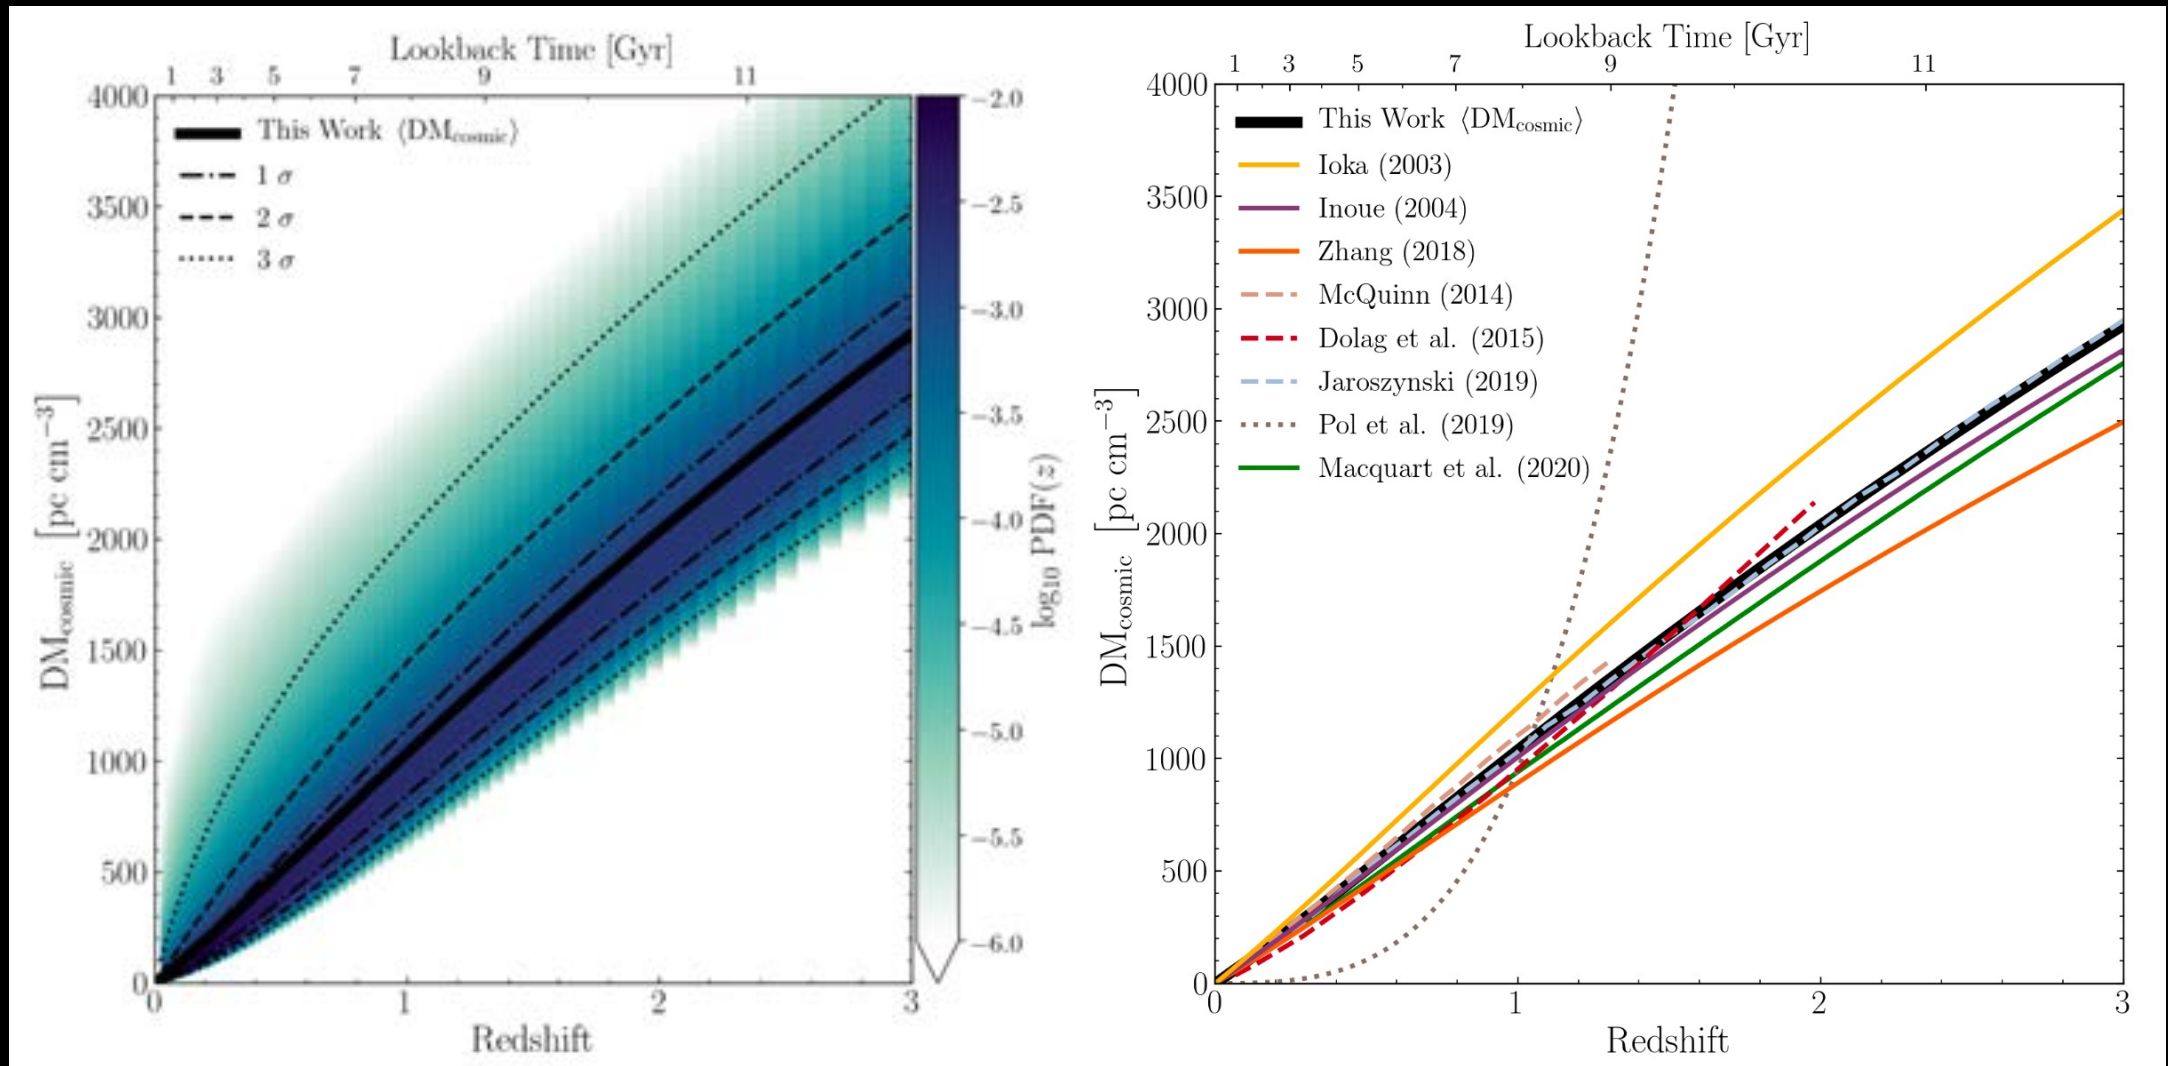 Lookback Time [Gyr]
1 3 5 7 9 11
4000
3500
3000
2500
2000
1500
1000
500
0
DM_cosmic [pc cm⁻³]
This Work ⟨DM_cosmic⟩
1 σ
2 σ
3 σ
0 1 2 3
Redshift
−2.0
−2.5
−3.0
−3.5
−4.0
−4.5
−5.0
−5.5
−6.0
log₁₀ PDF(z)
Lookback Time [Gyr]
1 3 5 7 9 11
4000
3500
3000
2500
2000
1500
1000
500
0
DM_cosmic [pc cm⁻³]
This Work ⟨DM_cosmic⟩
Ioka (2003)
Inoue (2004)
Zhang (2018)
McQuinn (2014)
Dolag et al. (2015)
Jaroszynski (2019)
Pol et al. (2019)
Macquart et al. (2020)
0 1 2 3
Redshift